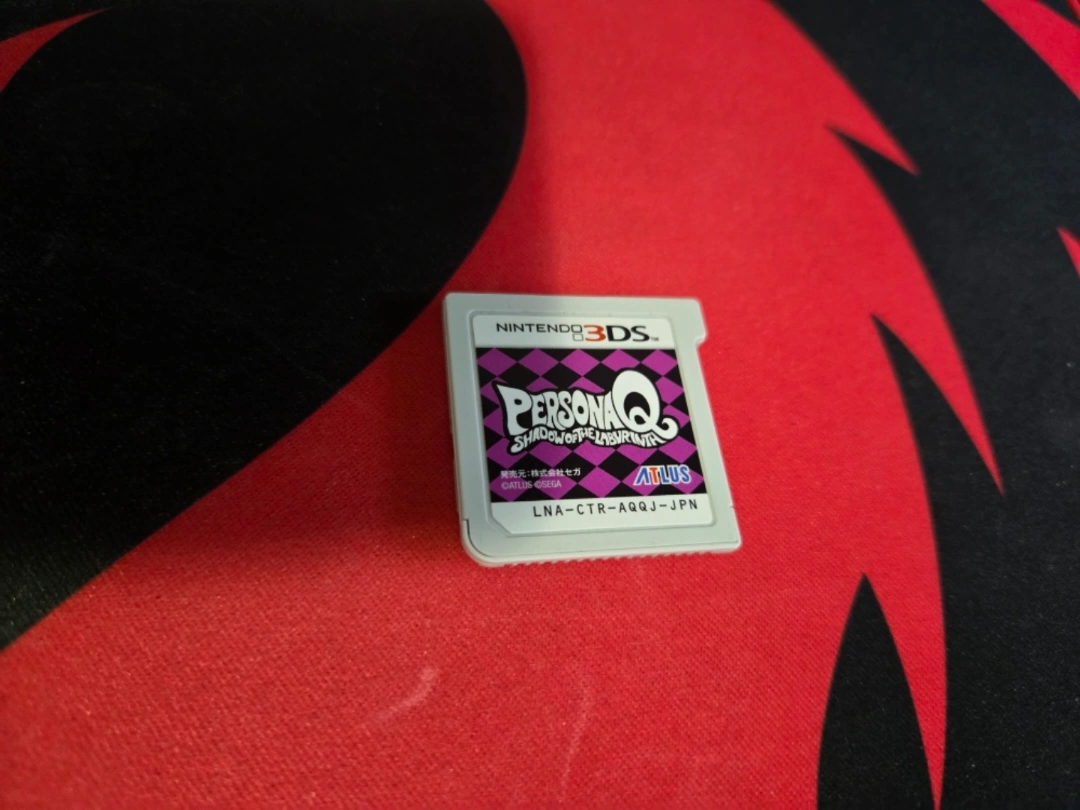 NINTENDO 3DS™
PERSONA Q
SHADOW OF THE LABYRINTH
発売元：株式会社セガ
©ATLUS ©SEGA
ATLUS
LNA-CTR-AQQJ-JPN